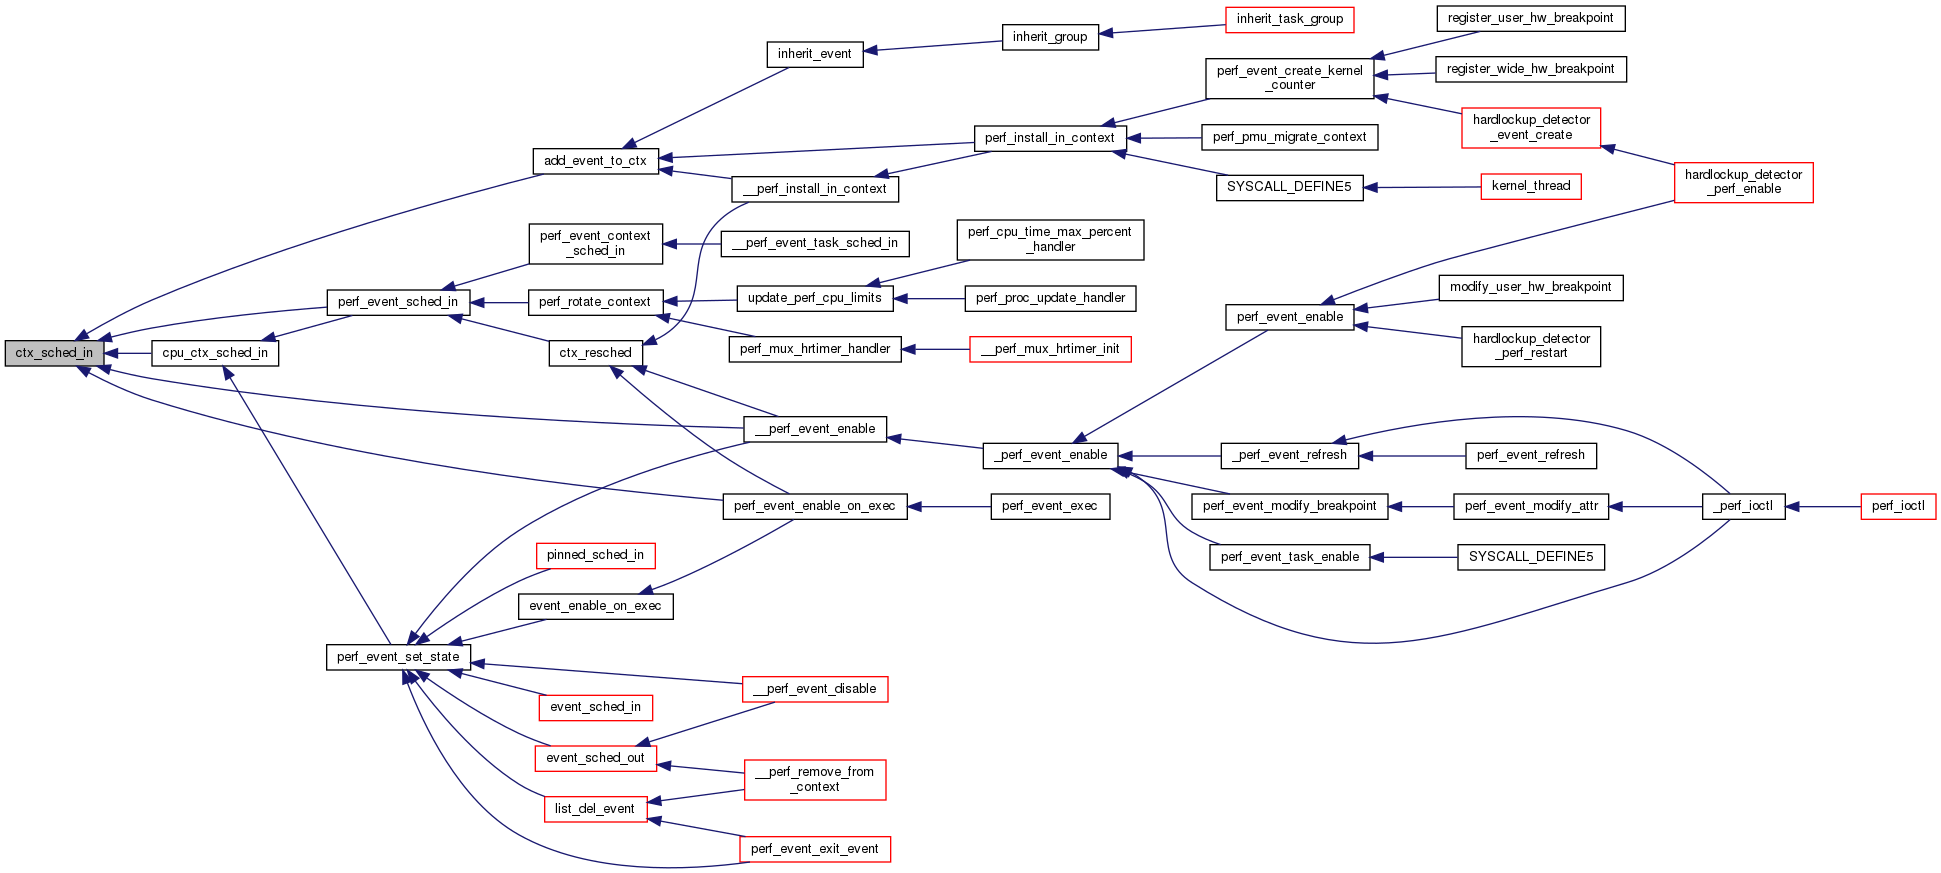 ctx_sched_in
add_event_to_ctx
inherit_event
inherit_group
inherit_task_group
perf_install_in_context
perf_event_create_kernel
_counter
register_user_hw_breakpoint
register_wide_hw_breakpoint
hardlockup_detector
_event_create
hardlockup_detector
_perf_enable
perf_pmu_migrate_context
SYSCALL_DEFINE5
kernel_thread
__perf_install_in_context
perf_event_sched_in
perf_event_context
_sched_in
__perf_event_task_sched_in
perf_rotate_context
update_perf_cpu_limits
perf_cpu_time_max_percent
_handler
perf_proc_update_handler
perf_mux_hrtimer_handler
__perf_mux_hrtimer_init
ctx_resched
cpu_ctx_sched_in
__perf_event_enable
_perf_event_enable
perf_event_enable
modify_user_hw_breakpoint
hardlockup_detector
_perf_restart
_perf_event_refresh
perf_event_refresh
perf_event_modify_breakpoint
perf_event_modify_attr
_perf_ioctl
perf_ioctl
perf_event_task_enable
SYSCALL_DEFINE5
perf_event_enable_on_exec
perf_event_exec
pinned_sched_in
event_enable_on_exec
perf_event_set_state
__perf_event_disable
event_sched_in
event_sched_out
__perf_remove_from
_context
list_del_event
perf_event_exit_event